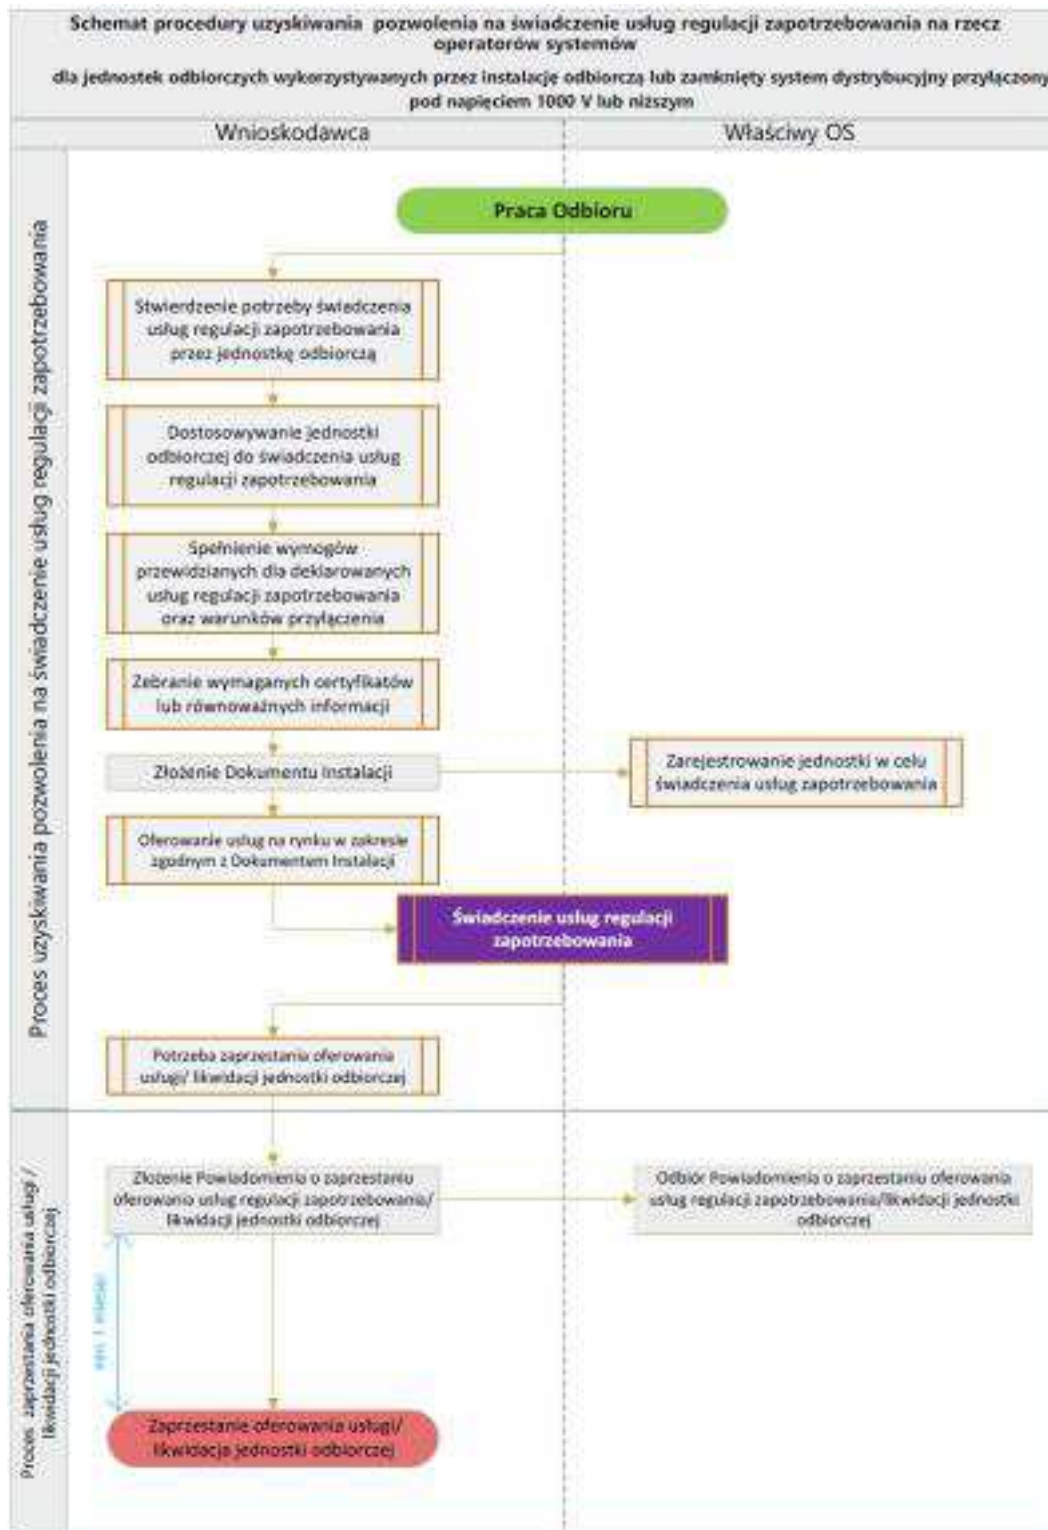 Schemat procedury uzyskiwania pozwolenia na świadczenie usług regulacji zapotrzebowania na rzecz
operatorów systemów
dla jednostek odbiorczych wykorzystywanych przez instalację odbiorczą lub zamknięty system dystrybucyjny przyłączony
pod napięciem 1000 V lub niższym
Wnioskodawca
Właściwy OS
Proces uzyskiwania pozwolenia na świadczenie usług regulacji zapotrzebowania
Praca Odbioru
Stwierdzenie potrzeby świadczenia
usług regulacji zapotrzebowania
przez jednostkę odbiorczą
Dostosowywanie jednostki
odbiorczej do świadczenia usług
regulacji zapotrzebowania
Spełnienie wymogów
przewidzianych dla deklarowanych
usług regulacji zapotrzebowania
oraz warunków przyłączenia
Zebranie wymaganych certyfikatów
lub równoważnych informacji
Złożenie Dokumentu Instalacji
Zarejestrowanie jednostki w celu
świadczenia usług zapotrzebowania
Oferowanie usług na rynku w zakresie
zgodnym z Dokumentem Instalacji
Świadczenie usług regulacji
zapotrzebowania
Potrzeba zaprzestania oferowania
usługi/ likwidacji jednostki odbiorczej
Proces zaprzestania oferowania usługi/
likwidacji jednostki odbiorczej
Złożenie Powiadomienia o zaprzestaniu
oferowania usług regulacji zapotrzebowania/
likwidacji jednostki odbiorczej
Odbiór Powiadomienia o zaprzestaniu oferowania
usług regulacji zapotrzebowania/likwidacji jednostki
odbiorczej
min. 1 miesiąc
Zaprzestanie oferowania usługi/
likwidacja jednostki odbiorczej